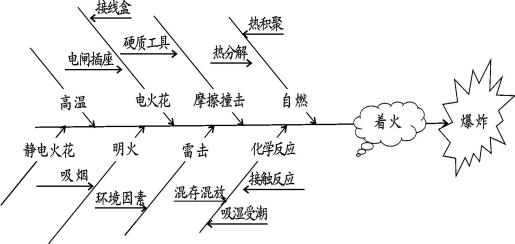 接线盒
热积聚
硬质工具
电闸插座
热分解
高温
电火花
摩擦撞击
自燃
着火
爆炸
静电火花
明火
雷击
化学反应
吸烟
接触反应
环境因素
混存混放
吸湿受潮